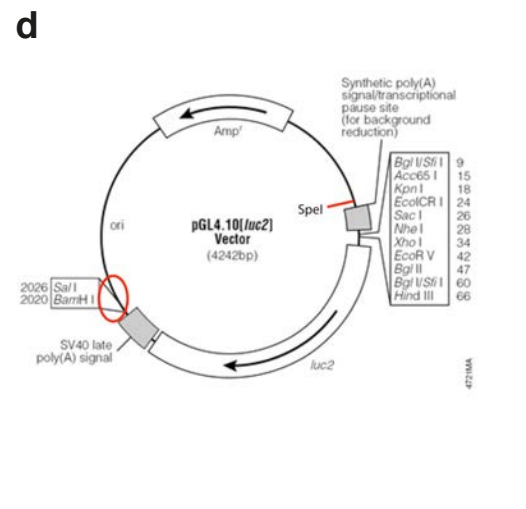 d
Synthetic poly(A)
signal/transcriptional
pause site
(for background
reduction)
Ampʳ
SpeI
Bgl I/Sfi I 9
Acc65 I 15
Kpn I 18
EcoICR I 24
Sac I 26
Nhe I 28
Xho I 34
EcoR V 42
Bgl II 47
Bgl I/Sfi I 60
Hind III 66
ori
pGL4.10[luc2]
Vector
(4242bp)
2026 Sal I
2020 BamH I
SV40 late
poly(A) signal
luc2
4721MA